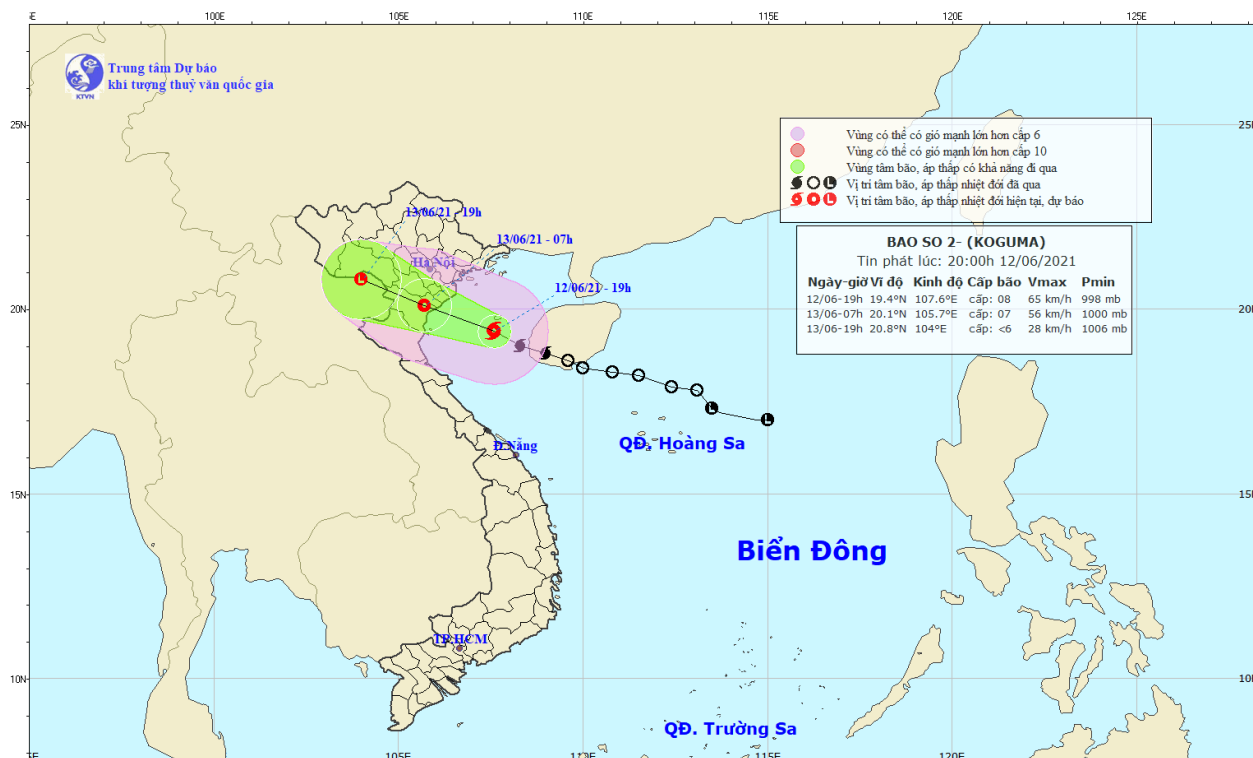 E
100E
105E
110E
115E
120E
125E
Trung tâm Dự báo
khí tượng thuỷ văn quốc gia
KTVN
25N
25
Vùng có thể có gió mạnh lớn hơn cấp 6
Vùng có thể có gió mạnh lớn hơn cấp 10
Vùng tâm bão, áp thấp có khả năng đi qua
L Vị trí tâm bão, áp thấp nhiệt đới đã qua
L Vị trí tâm bão, áp thấp nhiệt đới hiện tại, dự báo
13/06/21 - 19h
13/06/21 - 07h
Hà Nội
12/06/21 - 19h
BAO SO 2- (KOGUMA)
Tin phát lúc: 20:00h 12/06/2021
Ngày-giờ Vĩ độ Kinh độ Cấp bão Vmax Pmin
12/06-19h 19.4°N 107.6°E cấp: 08 65 km/h 998 mb
13/06-07h 20.1°N 105.7°E cấp: 07 56 km/h 1000 mb
13/06-19h 20.8°N 104°E cấp: <6 28 km/h 1006 mb
L
20N
20
L
L
Đ.Nẵng
QĐ. Hoàng Sa
15N
15
Biển Đông
TP.HCM
10N
10
QĐ. Trường Sa
E
105E
110E
115E
120E